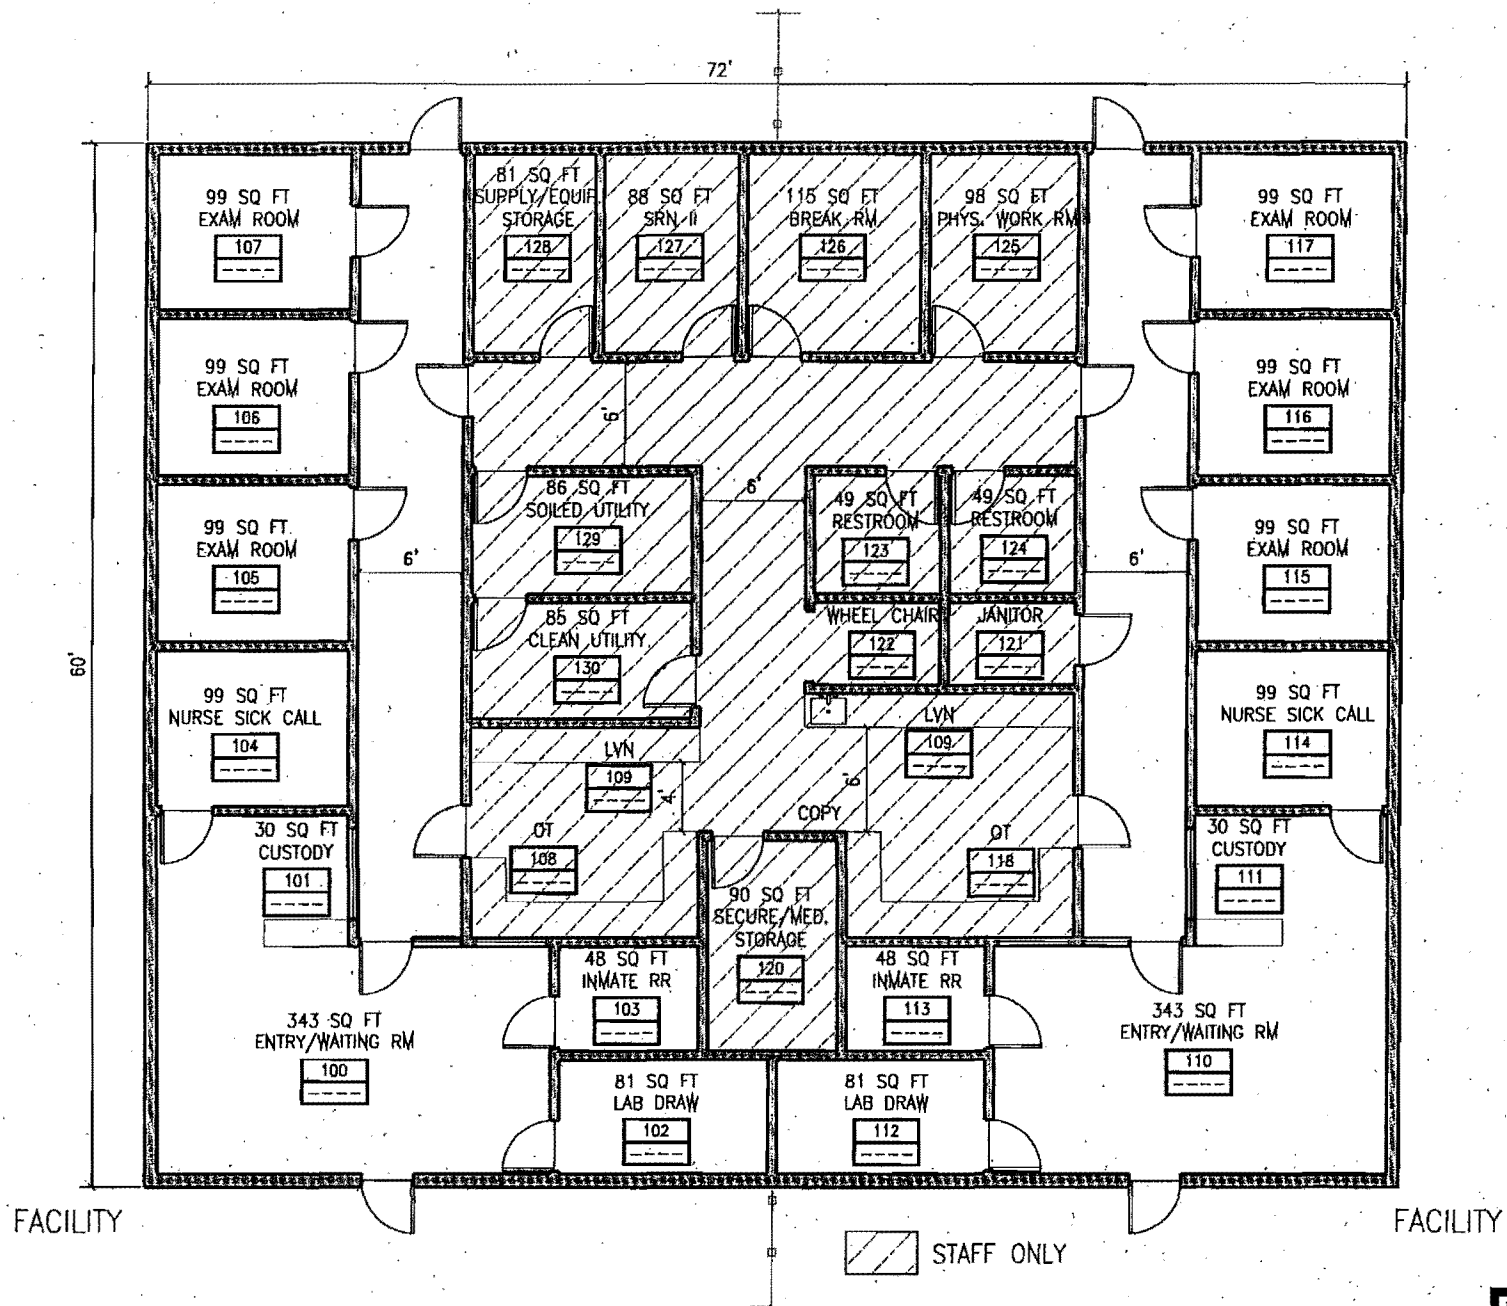 72'
60'
99 SQ FT
EXAM ROOM
107
81 SQ FT
SUPPLY/EQUIP
STORAGE
128
88 SQ FT
SRN II
127
115 SQ FT
BREAK RM
126
98 SQ FT
PHYS. WORK RM
125
99 SQ FT
EXAM ROOM
117
99 SQ FT
EXAM ROOM
106
6'
99 SQ FT
EXAM ROOM
116
99 SQ FT
EXAM ROOM
105
6'
86 SQ FT
SOILED UTILITY
129
6'
49 SQ FT
RESTROOM
123
49 SQ FT
RESTROOM
124
6'
99 SQ FT
EXAM ROOM
115
85 SQ FT
CLEAN UTILITY
130
WHEEL CHAIR
122
JANITOR
121
99 SQ FT
NURSE SICK CALL
104
LVN
109
4'
LVN
109
6'
99 SQ FT
NURSE SICK CALL
114
COPY
30 SQ FT
CUSTODY
101
OT
108
OT
118
30 SQ FT
CUSTODY
111
90 SQ FT
SECURE/MED.
STORAGE
120
48 SQ FT
INMATE RR
103
48 SQ FT
INMATE RR
113
343 SQ FT
ENTRY/WAITING RM
100
343 SQ FT
ENTRY/WAITING RM
110
81 SQ FT
LAB DRAW
102
81 SQ FT
LAB DRAW
112
FACILITY
FACILITY
STAFF ONLY